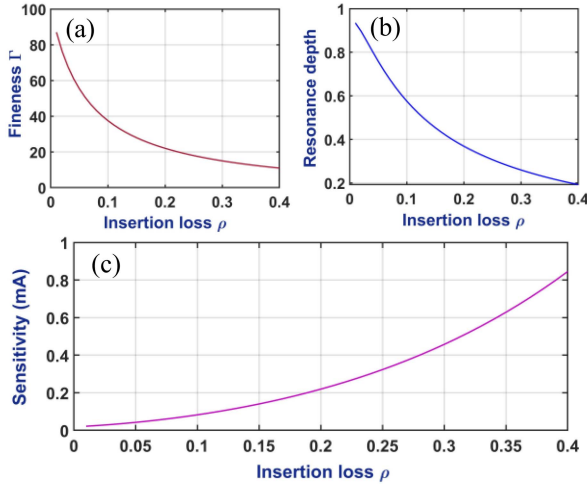 (a)
Fineness Γ
100
80
60
40
20
0
0 0.1 0.2 0.3 0.4
Insertion loss ρ
(b)
Resonance depth
1
0.8
0.6
0.4
0.2
0 0.1 0.2 0.3 0.4
Insertion loss ρ
(c)
Sensitivity (mA)
1
0.8
0.6
0.4
0.2
0
0 0.05 0.1 0.15 0.2 0.25 0.3 0.35 0.4
Insertion loss ρ